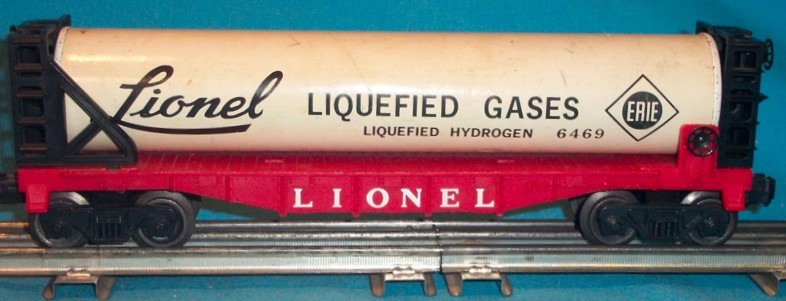 Lionel LIQUEFIED GASES
LIQUEFIED HYDROGEN 6469
ERIE
LIONEL